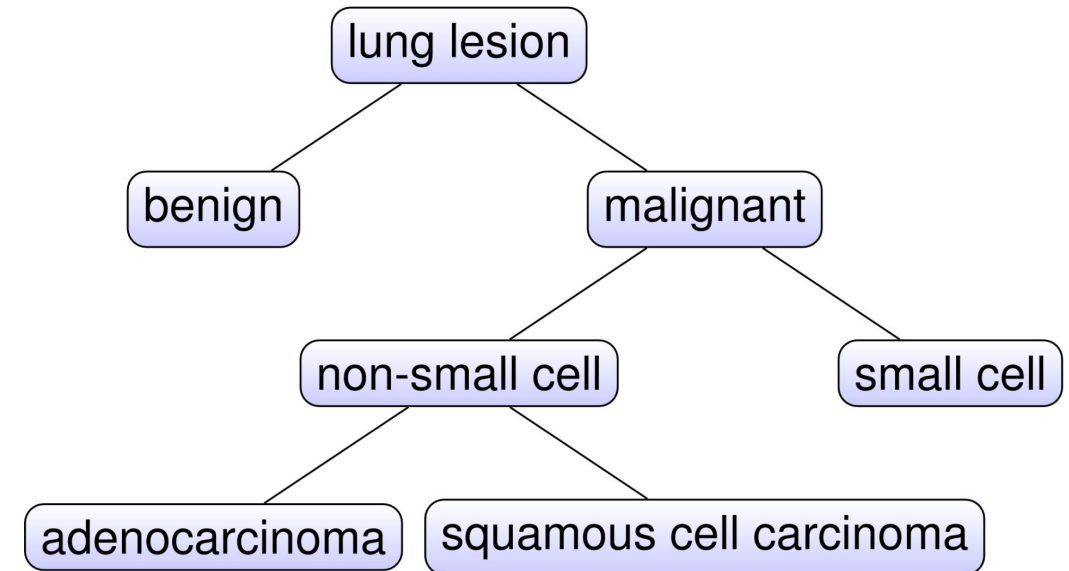 lung lesion
benign
malignant
non-small cell
small cell
adenocarcinoma
squamous cell carcinoma